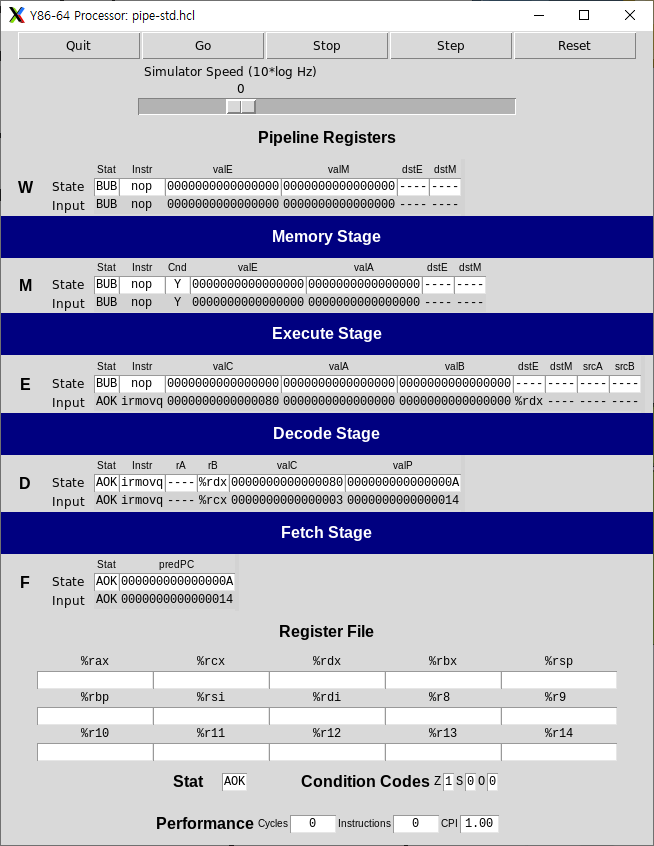 Y86-64 Processor: pipe-std.hcl
Quit Go Stop Step Reset
Simulator Speed (10*log Hz)
0
Pipeline Registers
Stat Instr valE valM dstE dstM
W State BUB nop 0000000000000000 0000000000000000 ---- ----
Input BUB nop 0000000000000000 0000000000000000 ---- ----
Memory Stage
Stat Instr Cnd valE valA dstE dstM
M State BUB nop Y 0000000000000000 0000000000000000 ---- ----
Input BUB nop Y 0000000000000000 0000000000000000 ---- ----
Execute Stage
Stat Instr valC valA valB dstE dstM srcA srcB
E State BUB nop 0000000000000000 0000000000000000 0000000000000000 ---- ---- ---- ----
Input AOK irmovq 0000000000000080 0000000000000000 0000000000000000 %rdx ---- ---- ----
Decode Stage
Stat Instr rA rB valC valP
D State AOK irmovq ---- %rdx 0000000000000080 000000000000000A
Input AOK irmovq ---- %rcx 0000000000000003 0000000000000014
Fetch Stage
Stat predPC
F State AOK 000000000000000A
Input AOK 0000000000000014
Register File
%rax %rcx %rdx %rbx %rsp
%rbp %rsi %rdi %r8 %r9
%r10 %r11 %r12 %r13 %r14
Stat AOK Condition Codes Z 1 S 0 O 0
Performance Cycles 0 Instructions 0 CPI 1.00